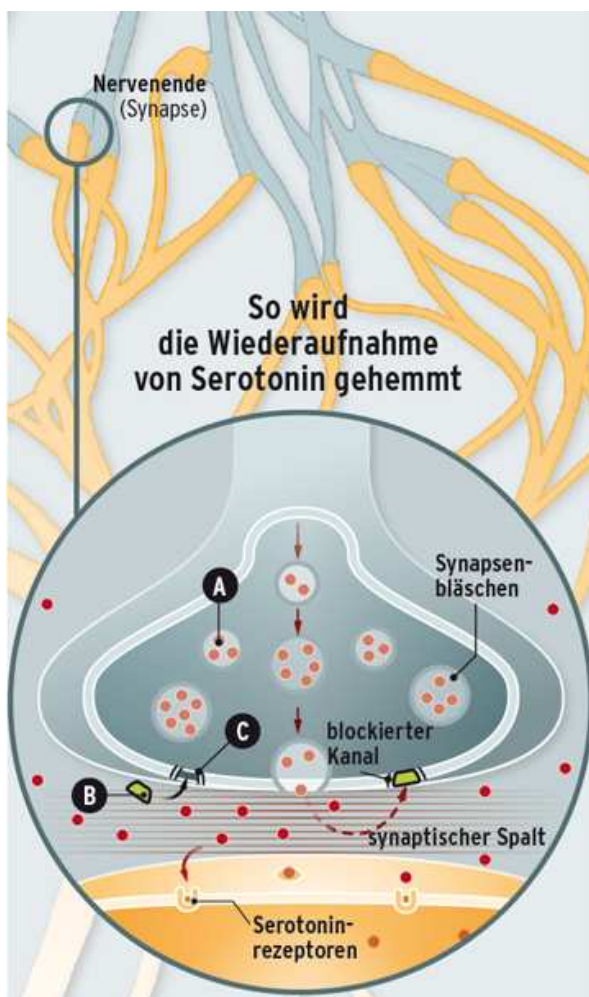 Nervenende
(Synapse)
So wird
die Wiederaufnahme
von Serotonin gehemmt
Synapsen-
bläschen
A
C
blockierter
Kanal
B
synaptischer Spalt
Serotonin-
rezeptoren